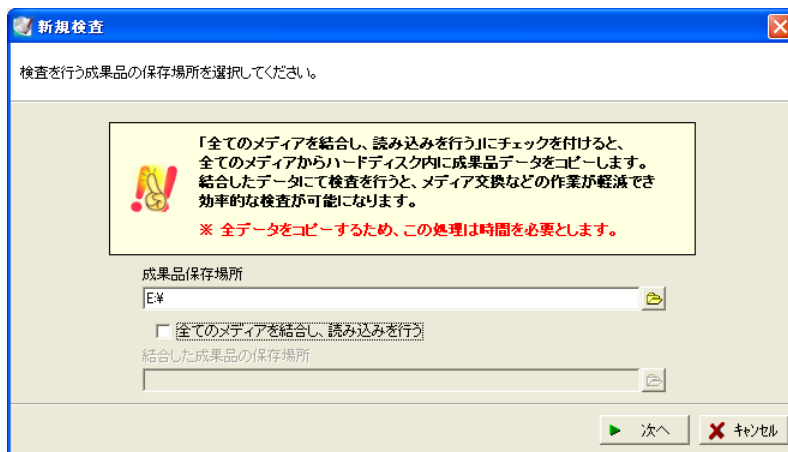 新規検査
検査を行う成果品の保存場所を選択してください。
「全てのメディアを結合し、読み込みを行う」にチェックを付けると、
全てのメディアからハードディスク内に成果品データをコピーします。
結合したデータにて検査を行うと、メディア交換などの作業が軽減でき
効率的な検査が可能になります。
※ 全データをコピーするため、この処理は時間を必要とします。
成果品保存場所
E:¥
全てのメディアを結合し、読み込みを行う
結合した成果品の保存場所
次へ
キャンセル